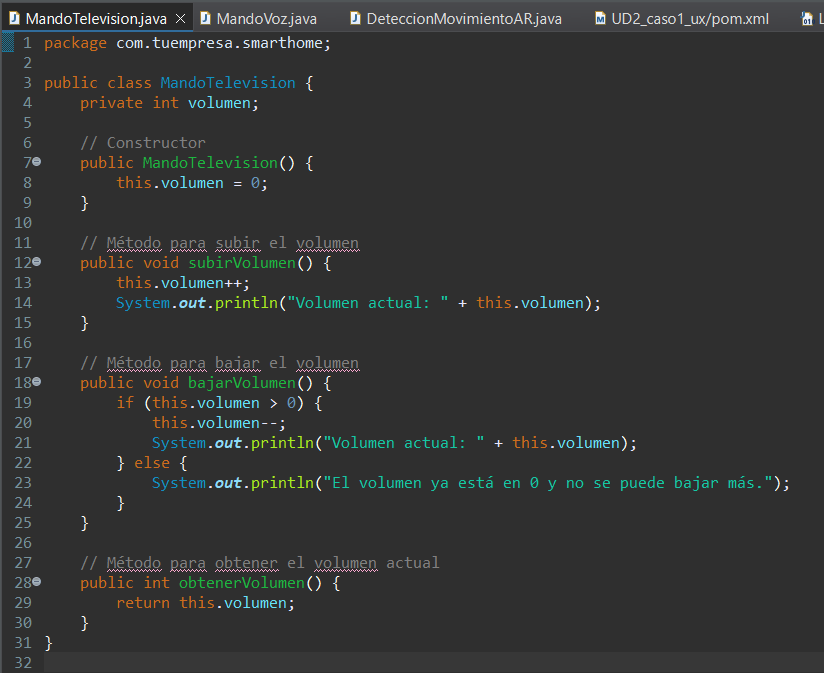 MandoTelevision.java MandoVoz.java DeteccionMovimientoAR.java UD2_caso1_ux/pom.xml
1 package com.tuempresa.smarthome;
2
3 public class MandoTelevision {
4     private int volumen;
5
6     // Constructor
7     public MandoTelevision() {
8         this.volumen = 0;
9     }
10
11     // Método para subir el volumen
12     public void subirVolumen() {
13         this.volumen++;
14         System.out.println("Volumen actual: " + this.volumen);
15     }
16
17     // Método para bajar el volumen
18     public void bajarVolumen() {
19         if (this.volumen > 0) {
20             this.volumen--;
21             System.out.println("Volumen actual: " + this.volumen);
22         } else {
23             System.out.println("El volumen ya está en 0 y no se puede bajar más.");
24         }
25     }
26
27     // Método para obtener el volumen actual
28     public int obtenerVolumen() {
29         return this.volumen;
30     }
31 }
32